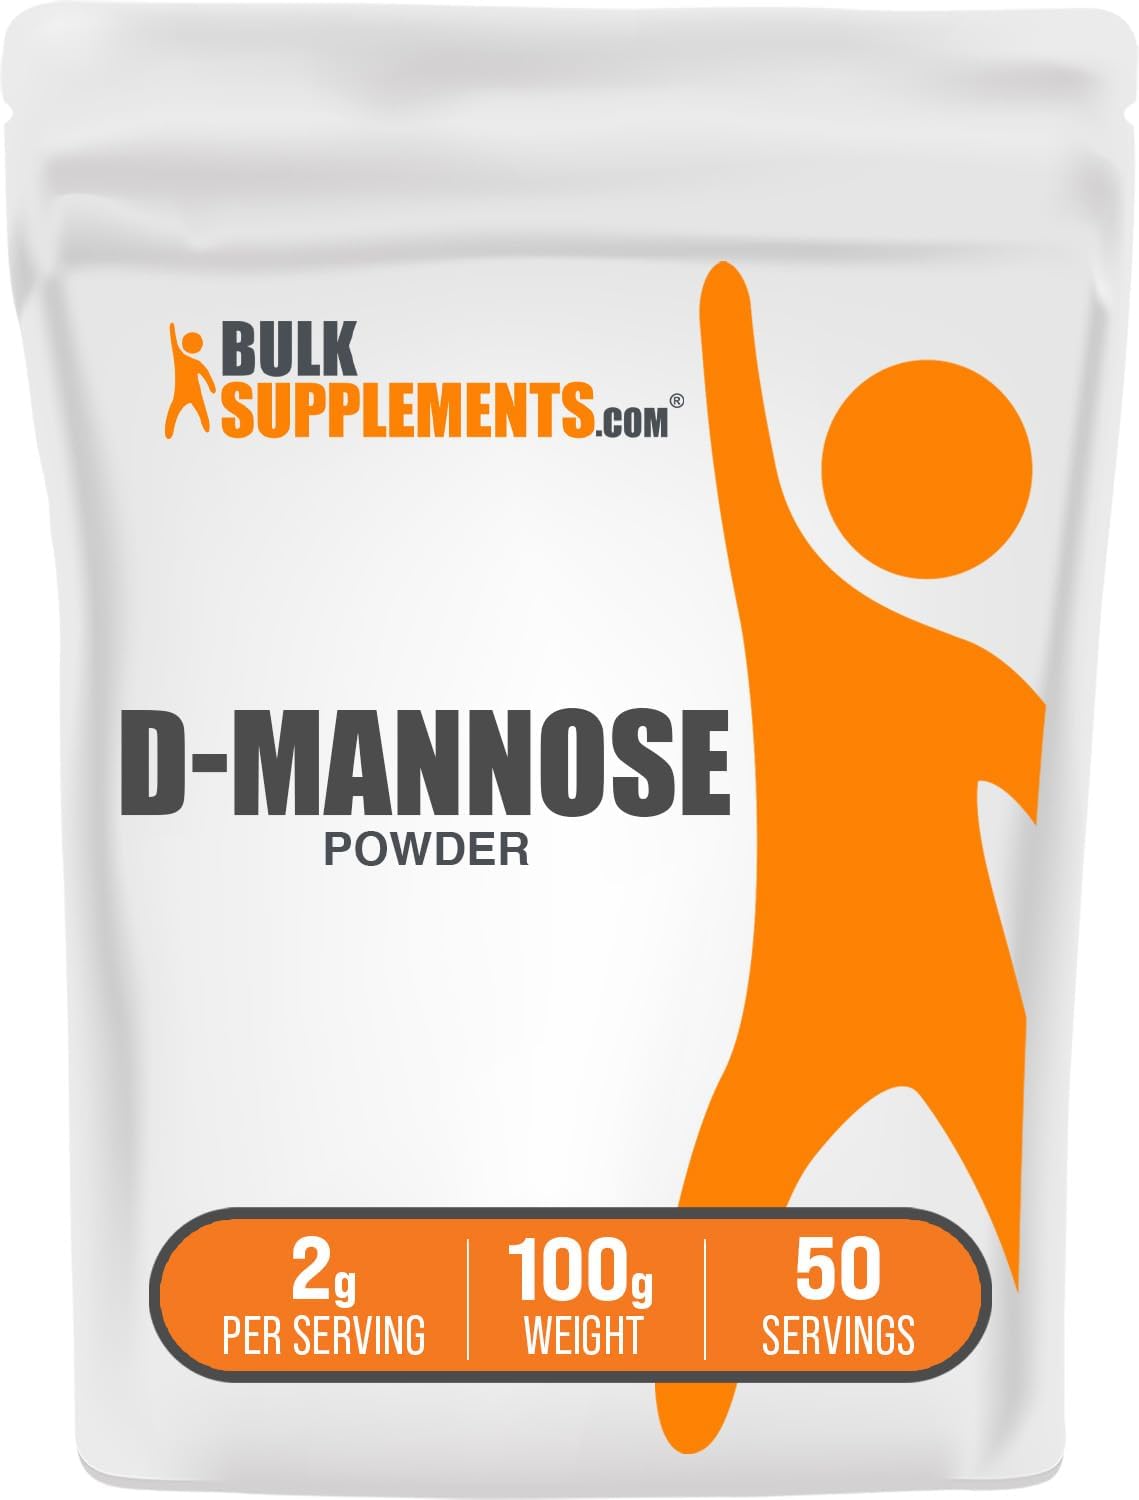 BULK
SUPPLEMENTS.COM®
D-MANNOSE
POWDER
2g
PER SERVING
100g
WEIGHT
50
SERVINGS